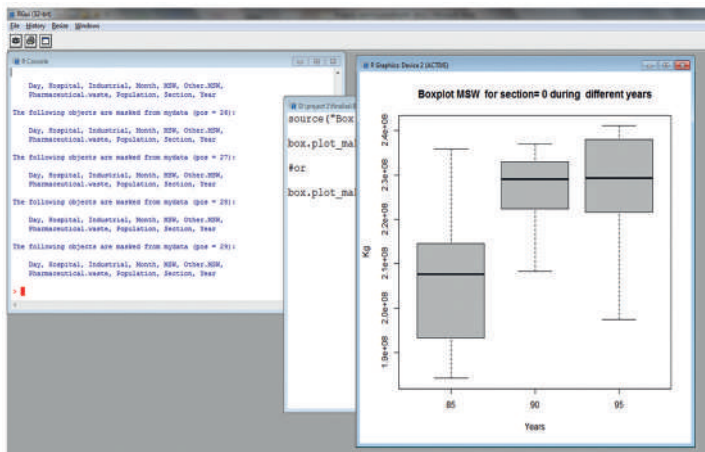 RGui (32-bit)
File History Resize Windows
R Console
Day, Hospital, Industrial, Month, MSW, Other.MSW,
Pharmaceutical.waste, Population, Section, Year
The following objects are masked from mydata (pos = 26):
Day, Hospital, Industrial, Month, MSW, Other.MSW,
Pharmaceutical.waste, Population, Section, Year
The following objects are masked from mydata (pos = 27):
Day, Hospital, Industrial, Month, MSW, Other.MSW,
Pharmaceutical.waste, Population, Section, Year
The following objects are masked from mydata (pos = 28):
Day, Hospital, Industrial, Month, MSW, Other.MSW,
Pharmaceutical.waste, Population, Section, Year
The following objects are masked from mydata (pos = 29):
Day, Hospital, Industrial, Month, MSW, Other.MSW,
Pharmaceutical.waste, Population, Section, Year
>
source("Box
box.plot_ma
#or
box.plot_ma
R Graphics: Device 2 (ACTIVE)
Boxplot MSW for section= 0 during different years
Kg
2.4e+08
2.3e+08
2.2e+08
2.1e+08
2.0e+08
1.9e+08
85 90 95
Years